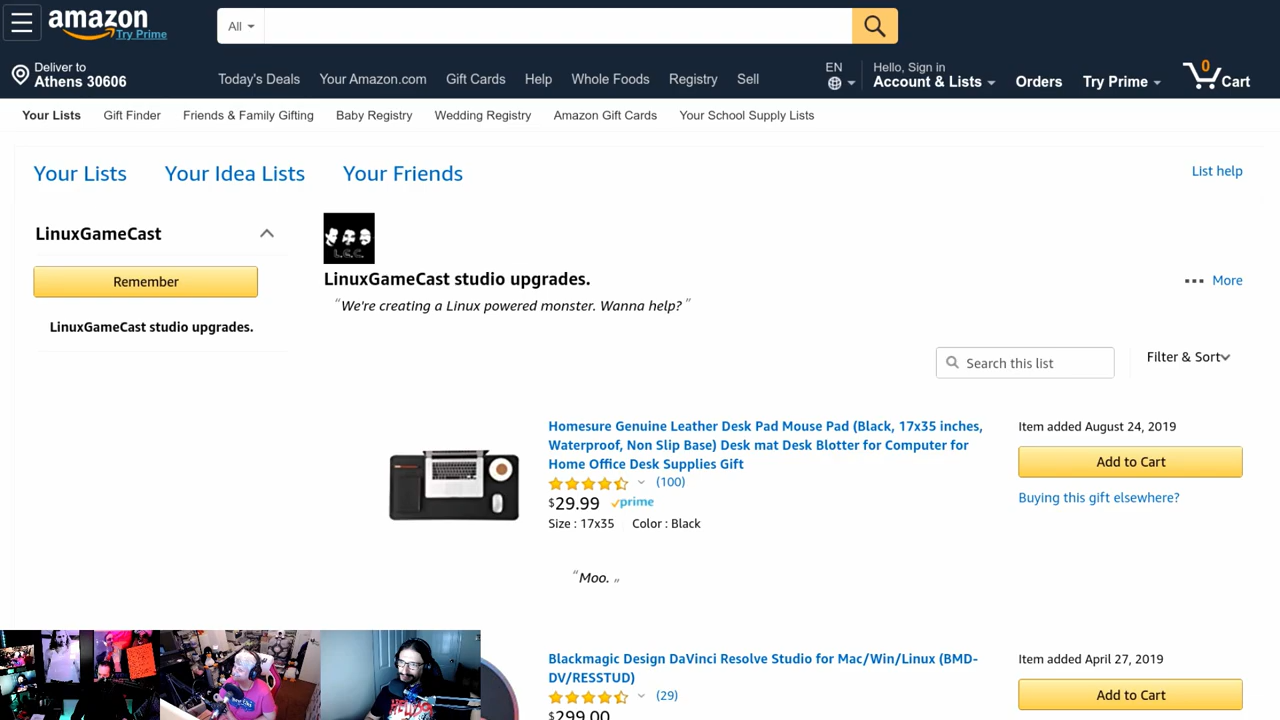 amazon
Try Prime
All
Deliver to
Athens 30606
Today's Deals
Your Amazon.com
Gift Cards
Help
Whole Foods
Registry
Sell
EN
Hello, Sign in
Account & Lists
Orders
Try Prime
0
Cart
Your Lists
Gift Finder
Friends & Family Gifting
Baby Registry
Wedding Registry
Amazon Gift Cards
Your School Supply Lists
Your Lists
Your Idea Lists
Your Friends
List help
LinuxGameCast
Remember
LinuxGameCast studio upgrades.
L.G.C.
LinuxGameCast studio upgrades.
More
"We're creating a Linux powered monster. Wanna help?"
Search this list
Filter & Sort
Homesure Genuine Leather Desk Pad Mouse Pad (Black, 17x35 inches,
Waterproof, Non Slip Base) Desk mat Desk Blotter for Computer for
Home Office Desk Supplies Gift
(100)
$29.99 prime
Size : 17x35 Color : Black
Item added August 24, 2019
Add to Cart
Buying this gift elsewhere?
"Moo. "
Blackmagic Design DaVinci Resolve Studio for Mac/Win/Linux (BMD-
DV/RESSTUD)
(29)
$299.00
Item added April 27, 2019
Add to Cart